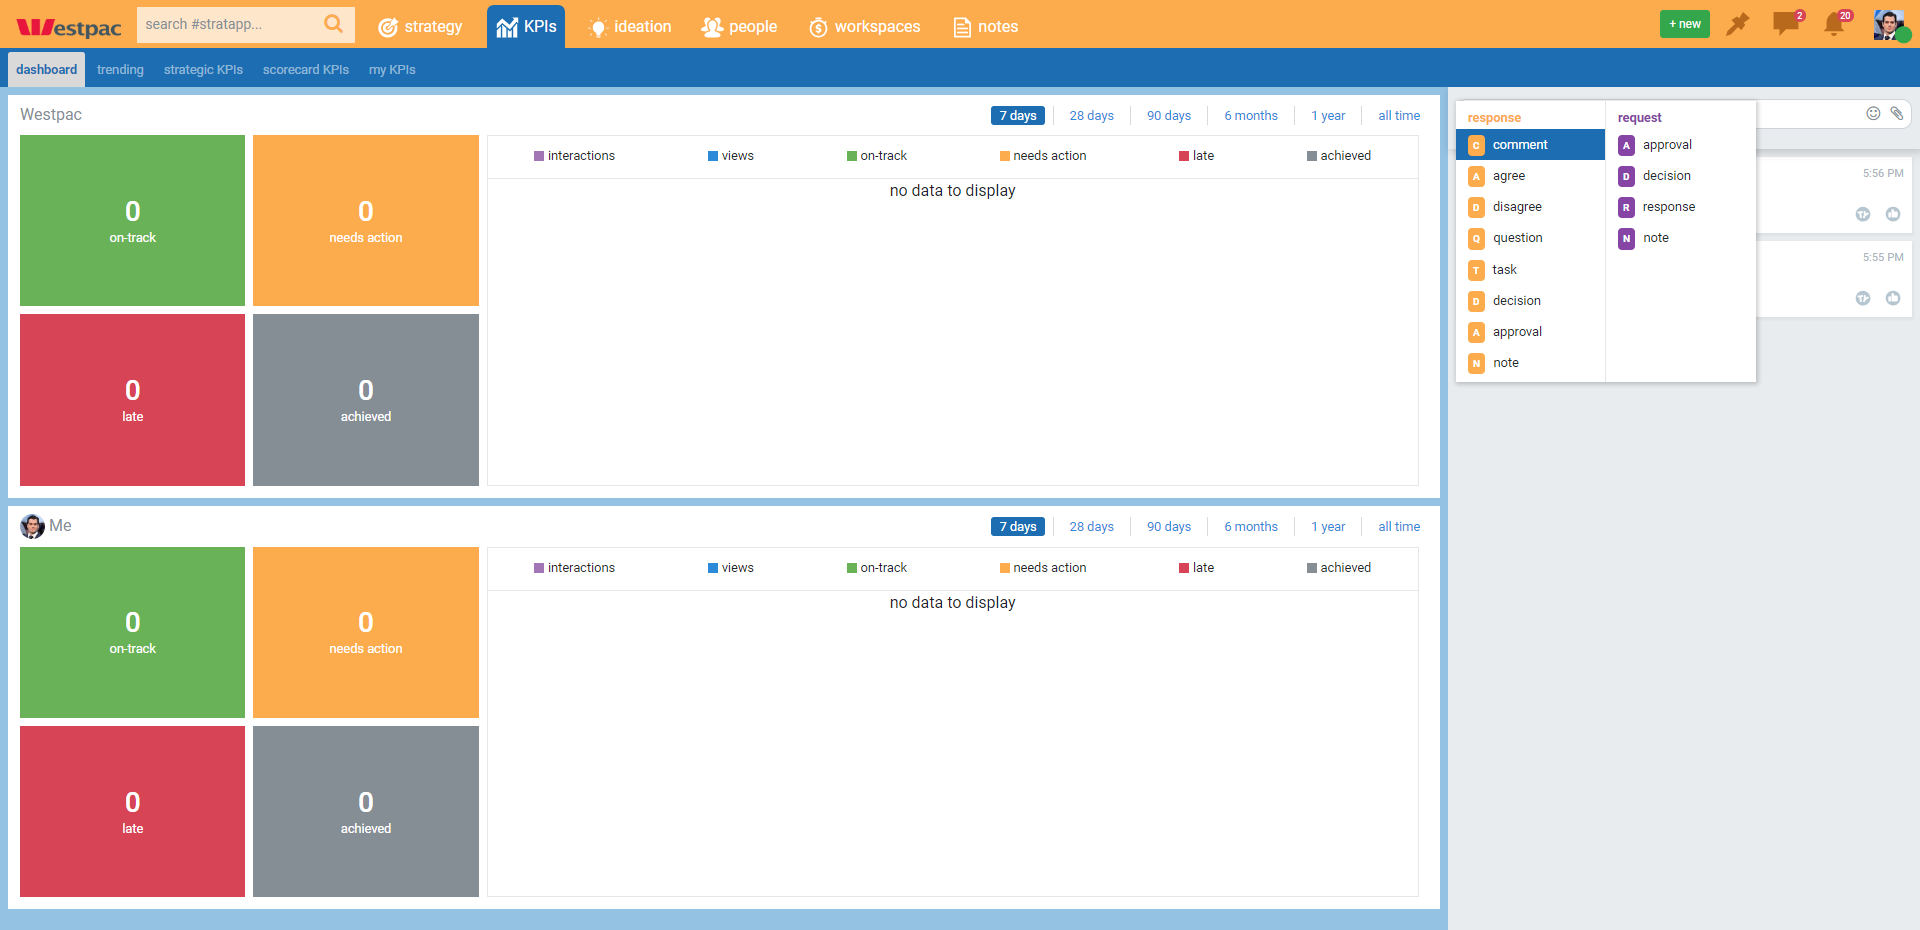 Westpac
search #stratapp...
strategy
KPIs
ideation
people
workspaces
notes
+ new
2
20
dashboard
trending
strategic KPIs
scorecard KPIs
my KPIs
Westpac
7 days
28 days
90 days
6 months
1 year
all time
0
on-track
0
needs action
0
late
0
achieved
interactions
views
on-track
needs action
late
achieved
no data to display
Me
7 days
28 days
90 days
6 months
1 year
all time
0
on-track
0
needs action
0
late
0
achieved
interactions
views
on-track
needs action
late
achieved
no data to display
response
C comment
A agree
D disagree
Q question
T task
D decision
A approval
N note
request
A approval
D decision
R response
N note
5:56 PM
5:55 PM